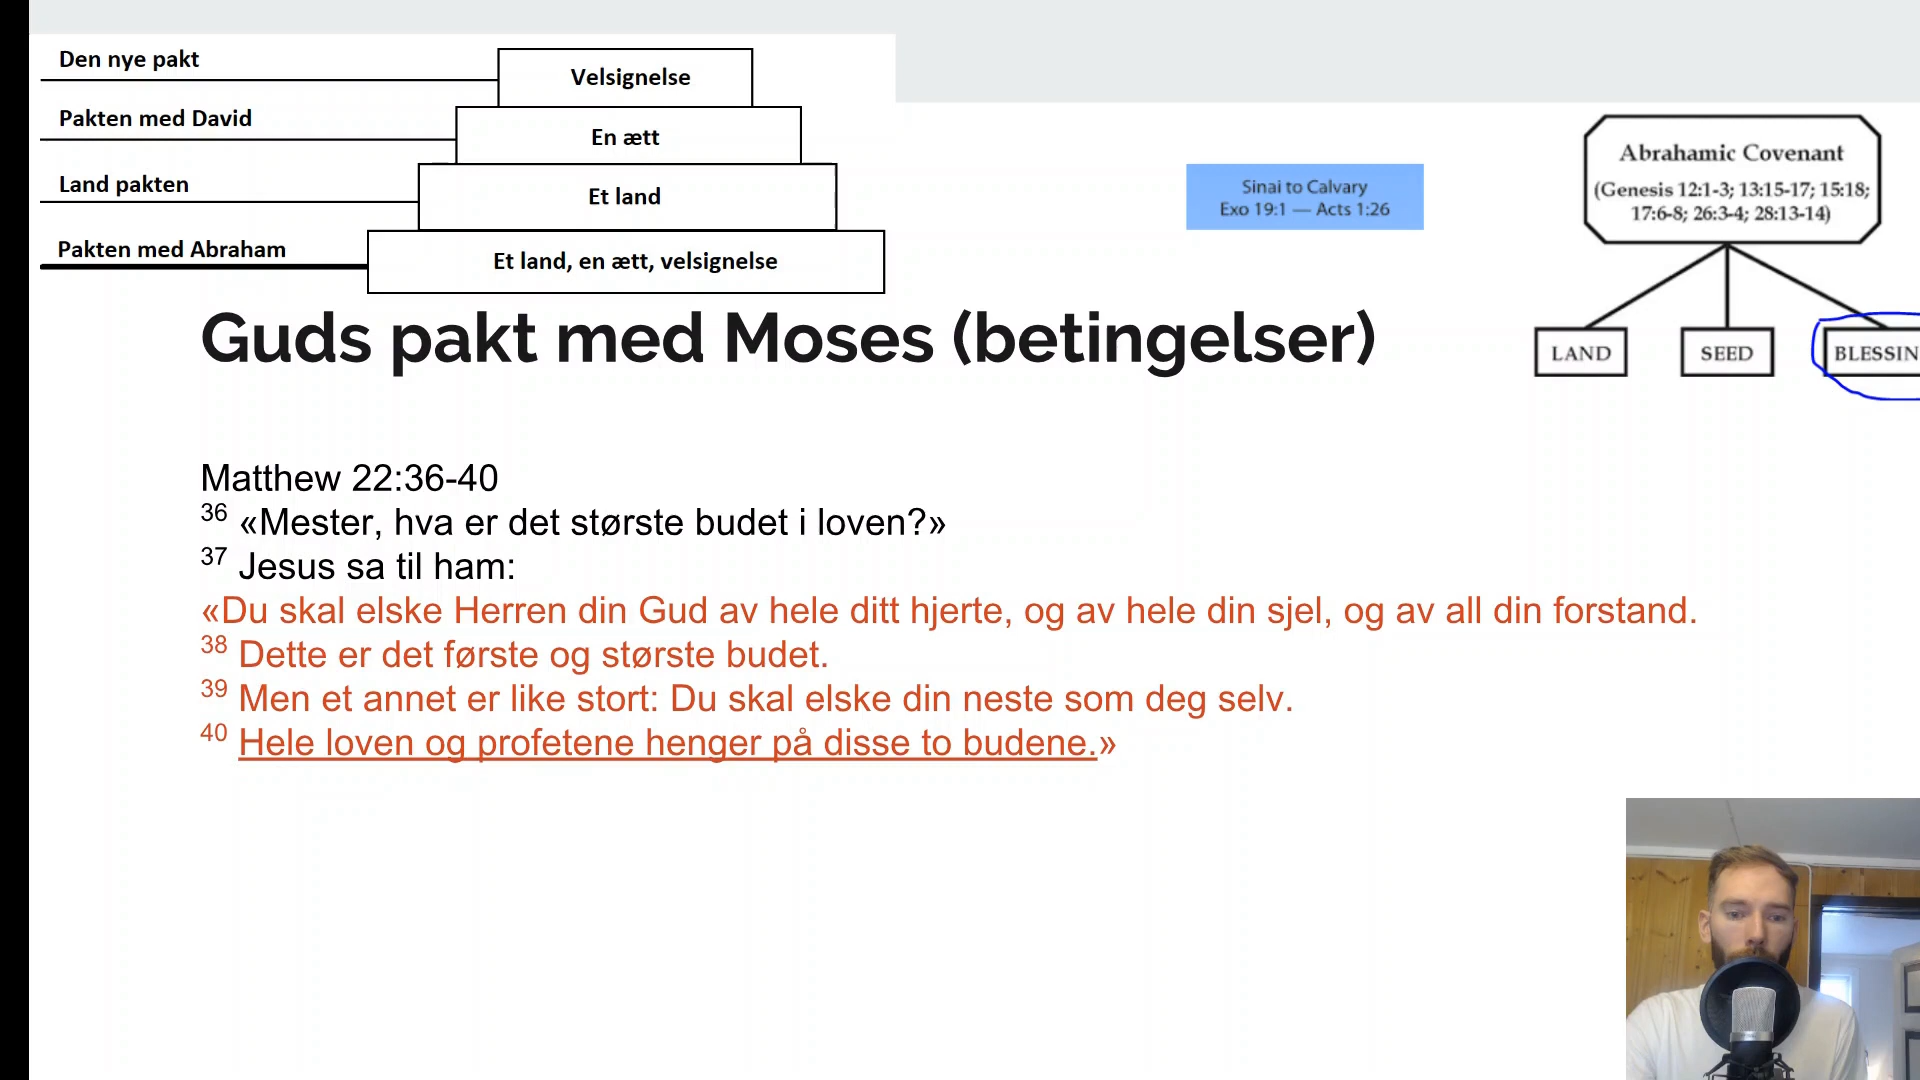 Den nye pakt
Velsignelse
Pakten med David
En ætt
Land pakten
Et land
Pakten med Abraham
Et land, en ætt, velsignelse
Sinai to Calvary
Exo 19:1 — Acts 1:26
Abrahamic Covenant
(Genesis 12:1-3; 13:15-17; 15:18;
17:6-8; 26:3-4; 28:13-14)
LAND
SEED
BLESSIN
Guds pakt med Moses (betingelser)
Matthew 22:36-40
36 «Mester, hva er det største budet i loven?»
37 Jesus sa til ham:
«Du skal elske Herren din Gud av hele ditt hjerte, og av hele din sjel, og av all din forstand.
38 Dette er det første og største budet.
39 Men et annet er like stort: Du skal elske din neste som deg selv.
40 Hele loven og profetene henger på disse to budene.»